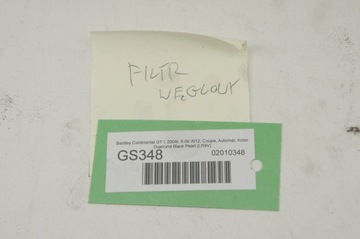 FILTR
WĘGLOWY
Bentley Continental GT I, 2004r, 6.0i W12, Coupe, Automat, Kolor:
Diamond Black Pearl (LR9V)
GS348
02010348